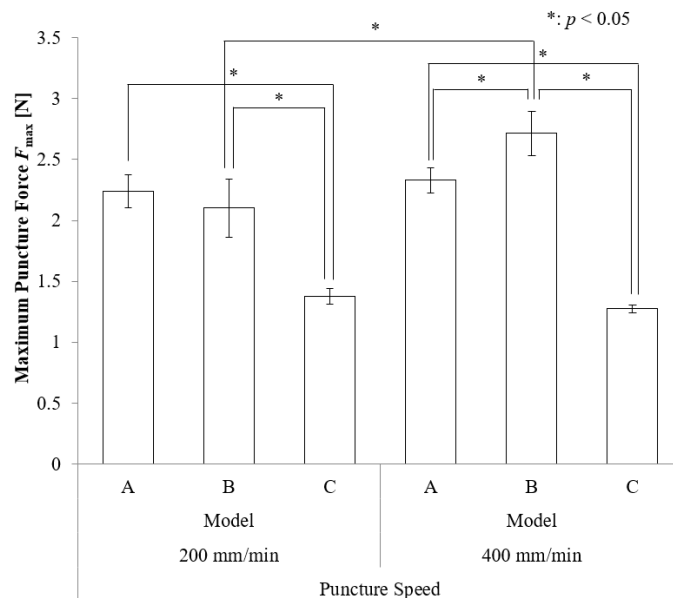 *: p < 0.05
Maximum Puncture Force Fmax [N]
3.5
3
2.5
2
1.5
1
0.5
0
*
*
*
*
*
*
A B C A B C
Model Model
200 mm/min 400 mm/min
Puncture Speed